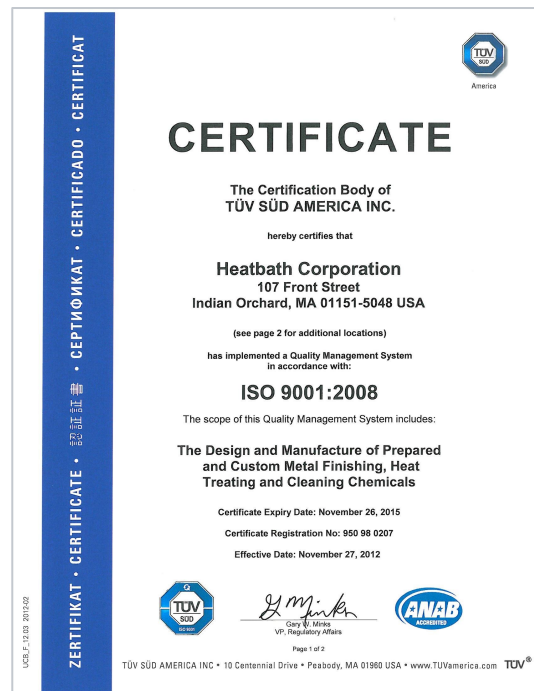 TÜV
SÜD
America
CERTIFICATE
The Certification Body of
TÜV SÜD AMERICA INC.
hereby certifies that
Heatbath Corporation
107 Front Street
Indian Orchard, MA 01151-5048 USA
(see page 2 for additional locations)
has implemented a Quality Management System
in accordance with:
ISO 9001:2008
The scope of this Quality Management System includes:
The Design and Manufacture of Prepared
and Custom Metal Finishing, Heat
Treating and Cleaning Chemicals
Certificate Expiry Date: November 26, 2015
Certificate Registration No: 950 98 0207
Effective Date: November 27, 2012
TÜV
SÜD
ISO 9001
G W Minks
Gary W. Minks
VP, Regulatory Affairs
ANAB
ACCREDITED
Page 1 of 2
TÜV SÜD AMERICA INC • 10 Centennial Drive • Peabody, MA 01960 USA • www.TUVamerica.com TÜV®
ZERTIFIKAT • CERTIFICATE • 認証証書 • СЕРТИФИКАТ • CERTIFICADO • CERTIFICAT
UCB_F_12.03 2012-02